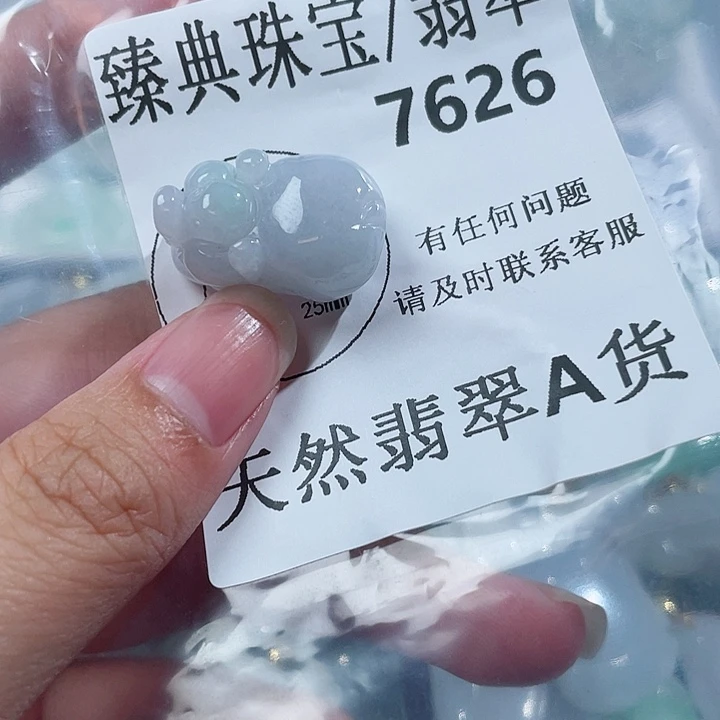 臻典珠宝/翡翠
7626
有任何问题
请及时联系客服
25mm
天然翡翠A货